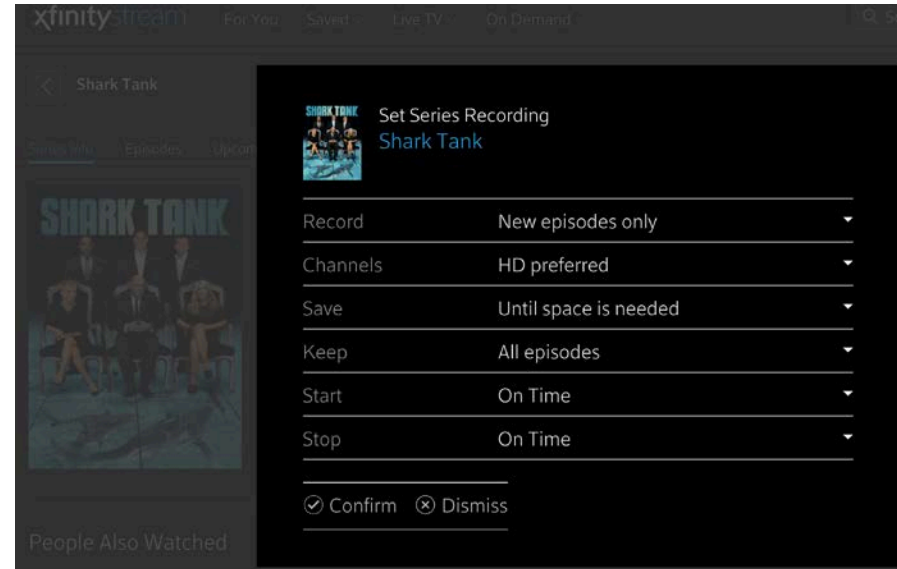 xfinity stream For You Saved Live TV On Demand
Shark Tank
Series Info Episodes
SHARK TANK
Set Series Recording
SHARK TANK
Shark Tank
Record New episodes only
Channels HD preferred
Save Until space is needed
Keep All episodes
Start On Time
Stop On Time
Confirm Dismiss
People Also Watched